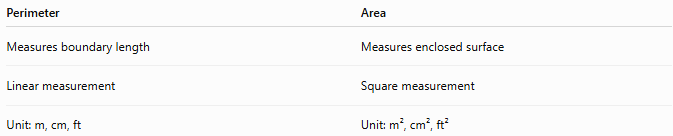 Perimeter Area
Measures boundary length Measures enclosed surface
Linear measurement Square measurement
Unit: m, cm, ft Unit: m², cm², ft²